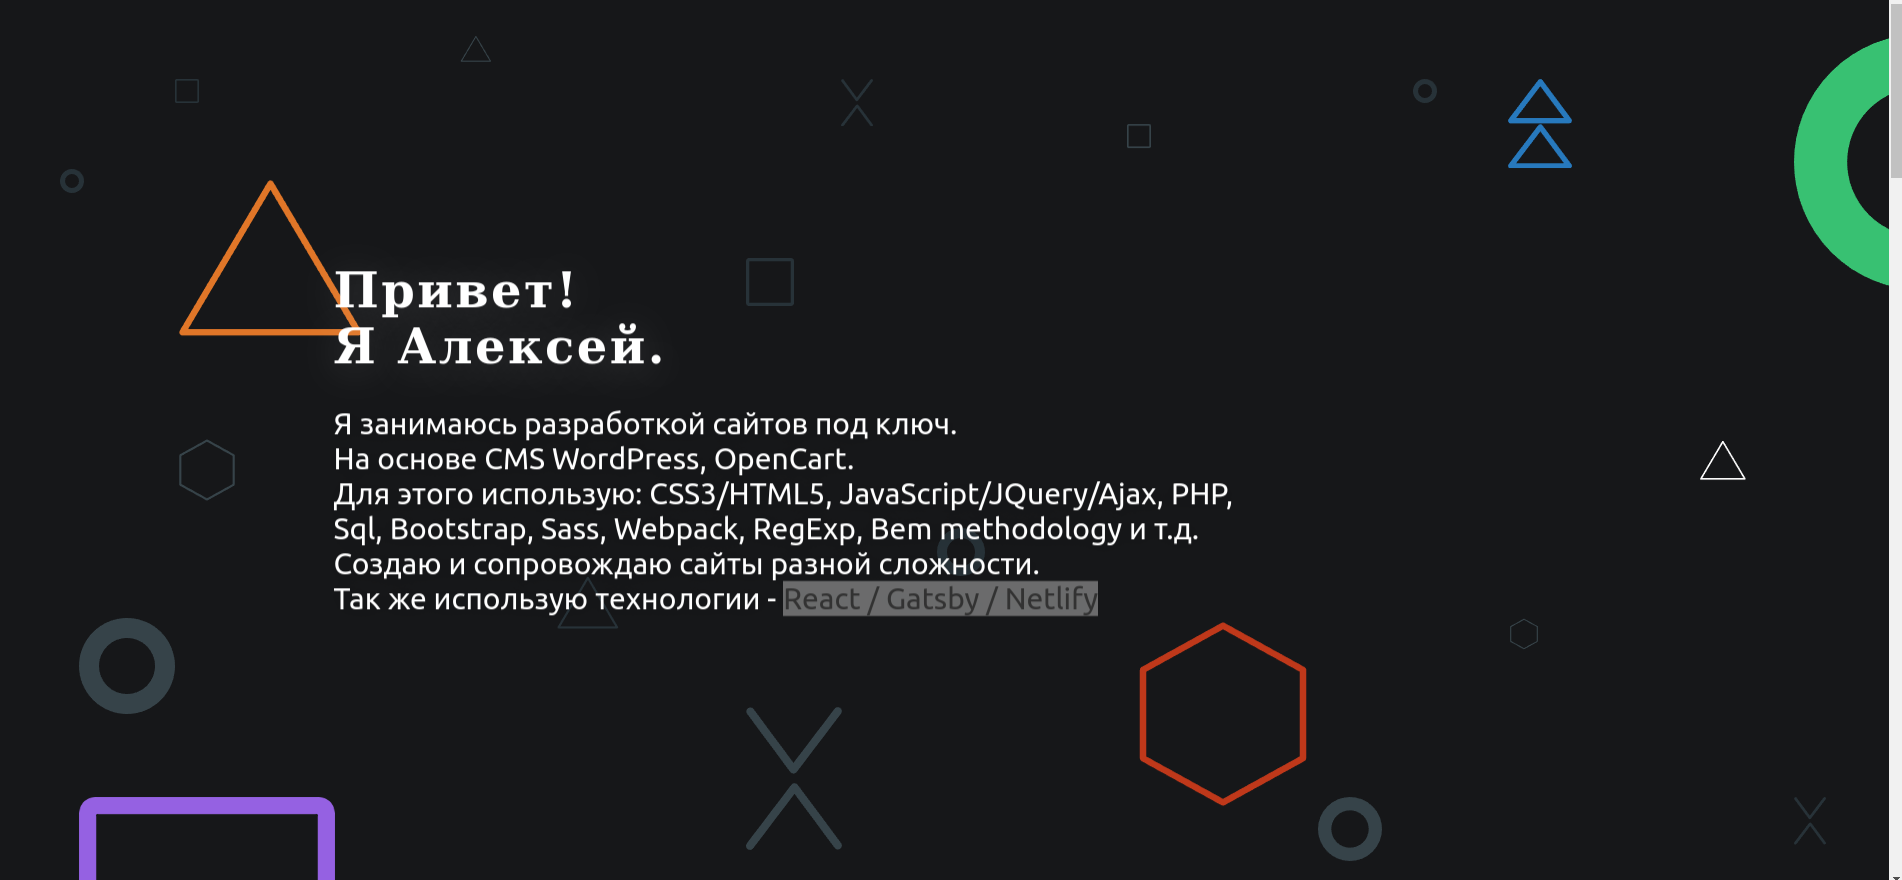 Привет!
Я Алексей.
Я занимаюсь разработкой сайтов под ключ.
На основе CMS WordPress, OpenCart.
Для этого использую: CSS3/HTML5, JavaScript/JQuery/Ajax, PHP,
Sql, Bootstrap, Sass, Webpack, RegExp, Bem methodology и т.д.
Создаю и сопровождаю сайты разной сложности.
Так же использую технологии - React / Gatsby / Netlify